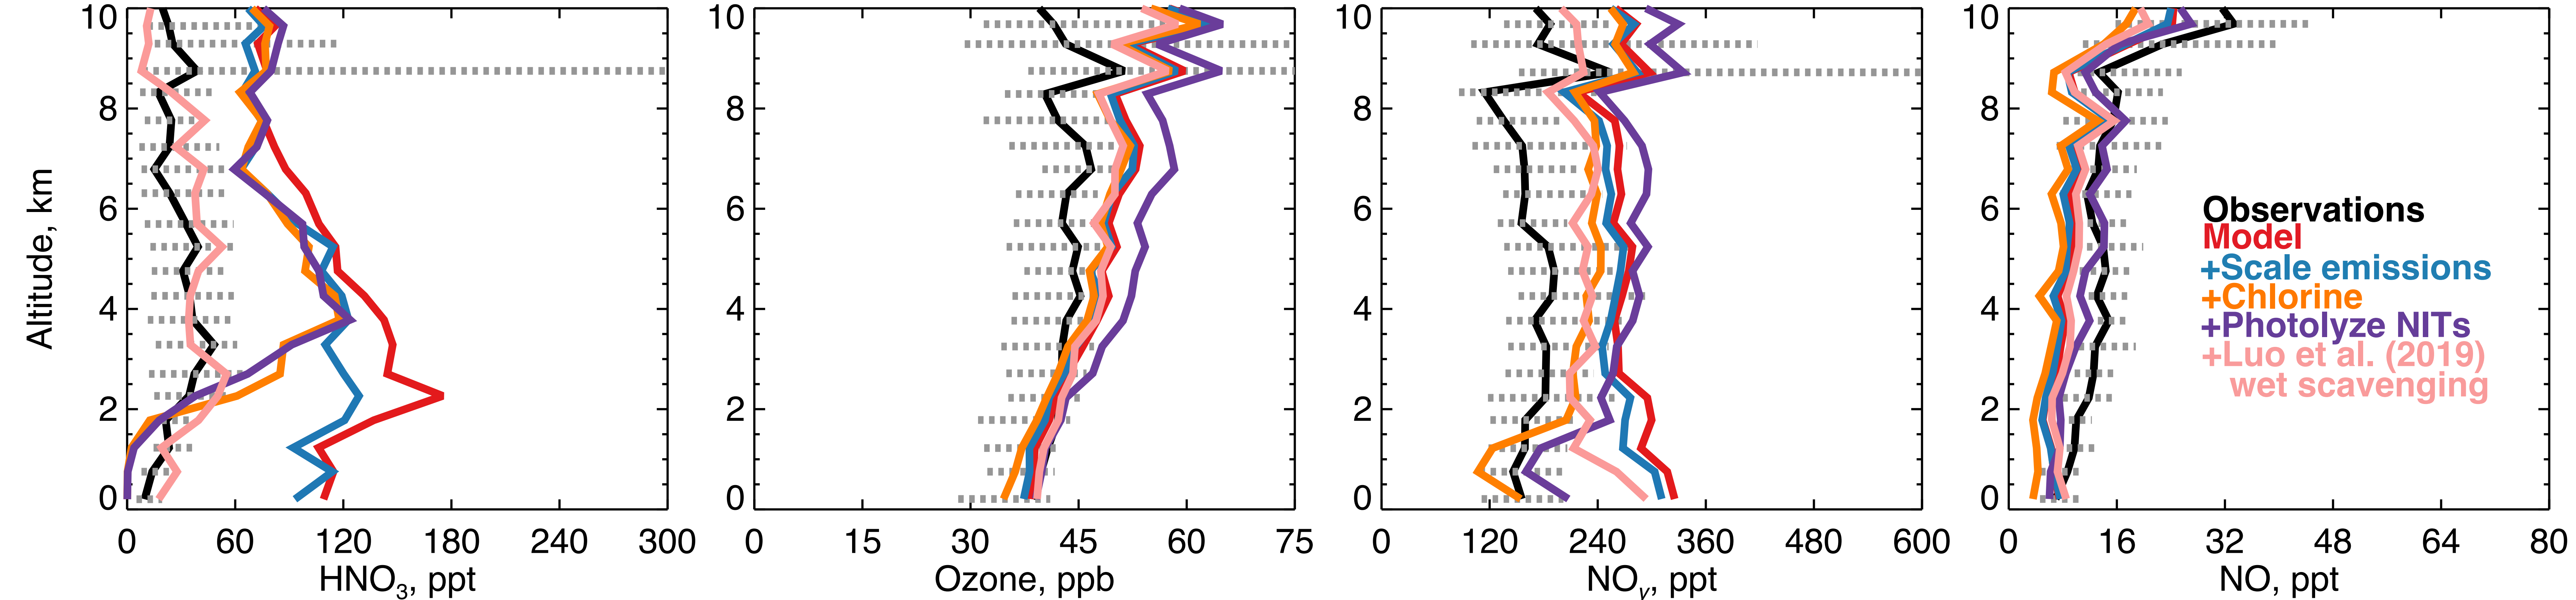 Altitude, km
10
8
6
4
2
0
0 60 120 180 240 300
HNO3, ppt
10
8
6
4
2
0
0 15 30 45 60 75
Ozone, ppb
10
8
6
4
2
0
0 120 240 360 480 600
NOy, ppt
10
8
6
4
2
0
0 16 32 48 64 80
NO, ppt
Observations
Model
+Scale emissions
+Chlorine
+Photolyze NITs
+Luo et al. (2019)
wet scavenging